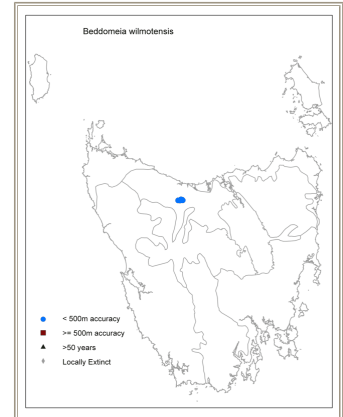 Beddomeia wilmotensis
< 500m accuracy
>= 500m accuracy
>50 years
Locally Extinct